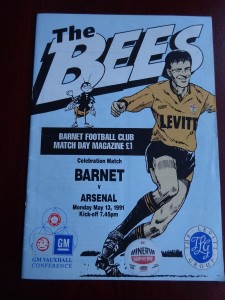 The
BEES
BARNET FOOTBALL CLUB
MATCH DAY MAGAZINE £1
LEVITT
Celebration Match
BARNET
v
ARSENAL
Monday May 13, 1991
Kick-off 7.45pm
GM
MINERVA
GM VAUXHALL
CONFERENCE